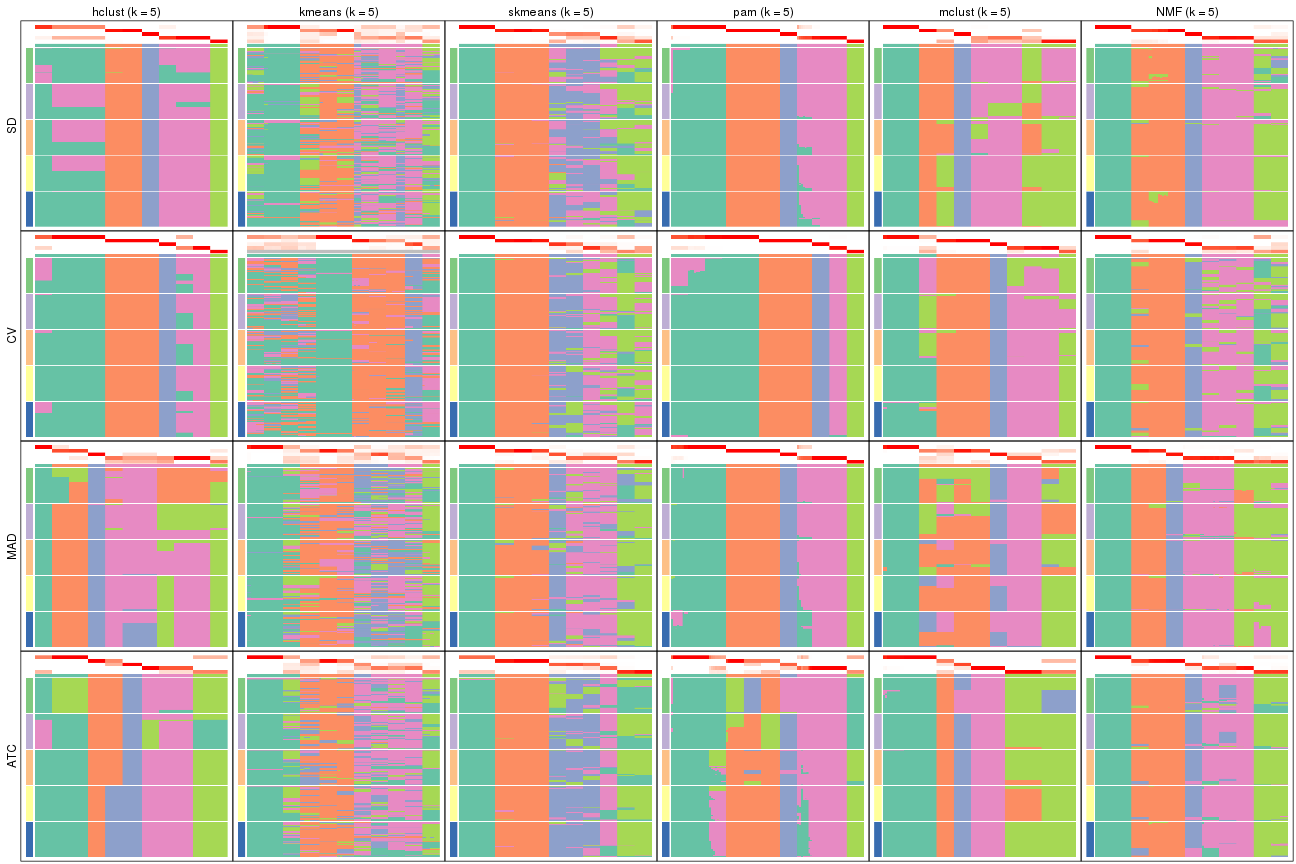 hclust (k = 5) kmeans (k = 5) skmeans (k = 5) pam (k = 5) mclust (k = 5) NMF (k = 5)
SD
CV
MAD
ATC